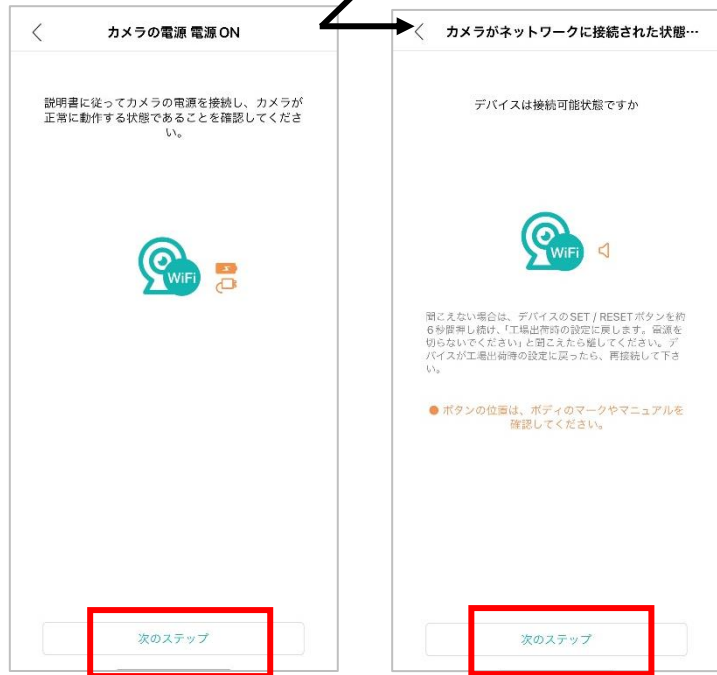 カメラの電源 電源ON
説明書に従ってカメラの電源を接続し、カメラが
正常に動作する状態であることを確認してくださ
い。
WiFi
次のステップ
カメラがネットワークに接続された状態…
デバイスは接続可能状態ですか
WiFi
聞こえない場合は、デバイスのSET / RESETボタンを約
6秒間押し続け、「工場出荷時の設定に戻します。電源を
切らないでください」と聞こえたら離してください。デ
バイスが工場出荷時の設定に戻ったら、再接続して下さ
い。
● ボタンの位置は、ボディのマークやマニュアルを
確認してください。
次のステップ